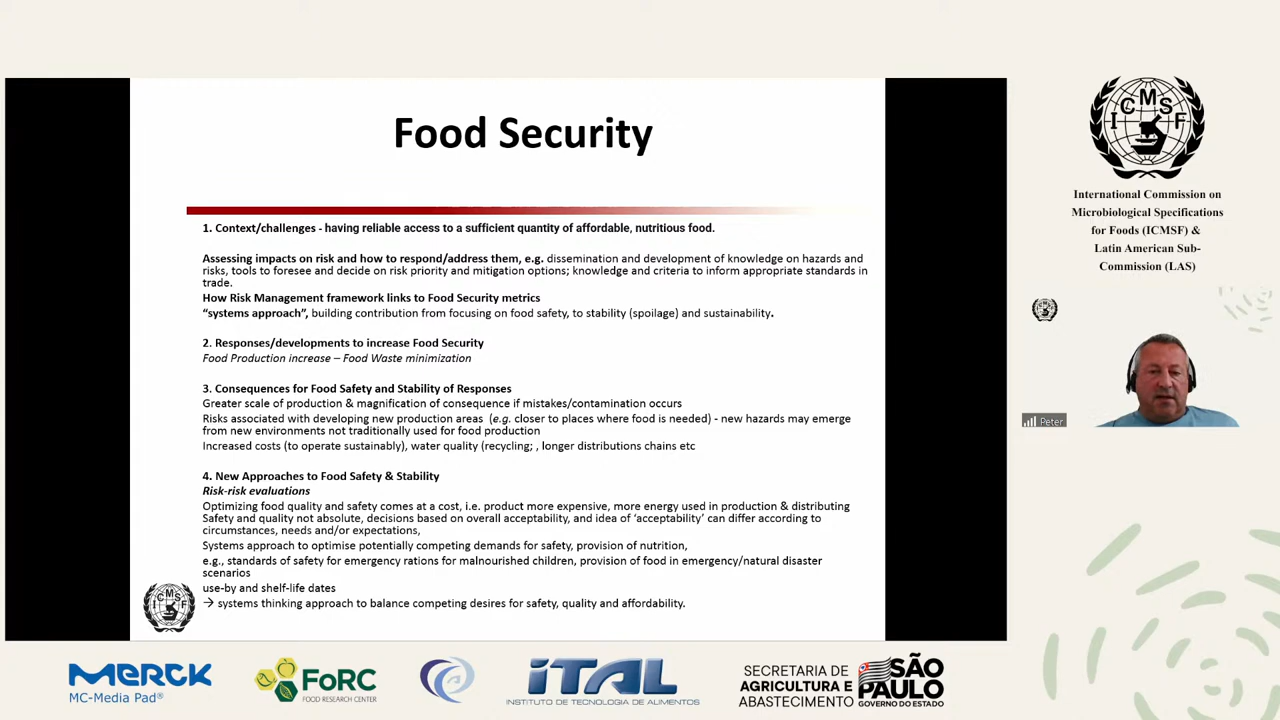 Food Security
1. Context/challenges - having reliable access to a sufficient quantity of affordable, nutritious food.
Assessing impacts on risk and how to respond/address them, e.g. dissemination and development of knowledge on hazards and
risks, tools to foresee and decide on risk priority and mitigation options; knowledge and criteria to inform appropriate standards in
trade.
How Risk Management framework links to Food Security metrics
“systems approach”, building contribution from focusing on food safety, to stability (spoilage) and sustainability.
2. Responses/developments to increase Food Security
Food Production increase – Food Waste minimization
3. Consequences for Food Safety and Stability of Responses
Greater scale of production & magnification of consequence if mistakes/contamination occurs
Risks associated with developing new production areas (e.g. closer to places where food is needed) - new hazards may emerge
from new environments not traditionally used for food production
Increased costs (to operate sustainably), water quality (recycling; , longer distributions chains etc
4. New Approaches to Food Safety & Stability
Risk-risk evaluations
Optimizing food quality and safety comes at a cost, i.e. product more expensive, more energy used in production & distributing
Safety and quality not absolute, decisions based on overall acceptability, and idea of ‘acceptability’ can differ according to
circumstances, needs and/or expectations,
Systems approach to optimise potentially competing demands for safety, provision of nutrition,
e.g., standards of safety for emergency rations for malnourished children, provision of food in emergency/natural disaster
scenarios
use-by and shelf-life dates
→ systems thinking approach to balance competing desires for safety, quality and affordability.
ICMSF
ICMSF
International Commission on
Microbiological Specifications
for Foods (ICMSF) &
Latin American Sub-
Commission (LAS)
Peter
MERCK
MC-Media Pad®
FoRC
FOOD RESEARCH CENTER
iTAL
INSTITUTO DE TECNOLOGIA DE ALIMENTOS
SECRETARIA DE
AGRICULTURA E
ABASTECIMENTO
SÃO
PAULO
GOVERNO DO ESTADO